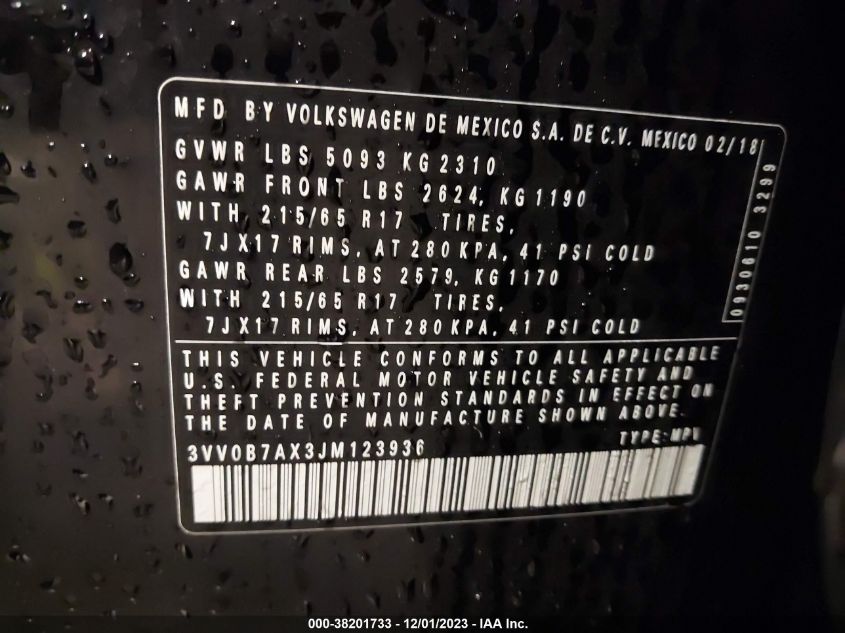 MFD BY VOLKSWAGEN DE MEXICO S.A. DE C.V. MEXICO 02/18
GVWR LBS 5093 KG 2310
GAWR FRONT LBS 2624, KG 1190
WITH 215/65 R17 TIRES,
7JX17 RIMS, AT 280 KPA, 41 PSI COLD
GAWR REAR LBS 2579, KG 1170
WITH 215/65 R17 TIRES,
7JX17 RIMS, AT 280 KPA, 41 PSI COLD
0930610 3299
THIS VEHICLE CONFORMS TO ALL APPLICABLE
U.S. FEDERAL MOTOR VEHICLE SAFETY AND
THEFT PREVENTION STANDARDS IN EFFECT ON
THE DATE OF MANUFACTURE SHOWN ABOVE.
3VV0B7AX3JM123936 TYPE: MPV
000-38201733 - 12/01/2023 - IAA Inc.